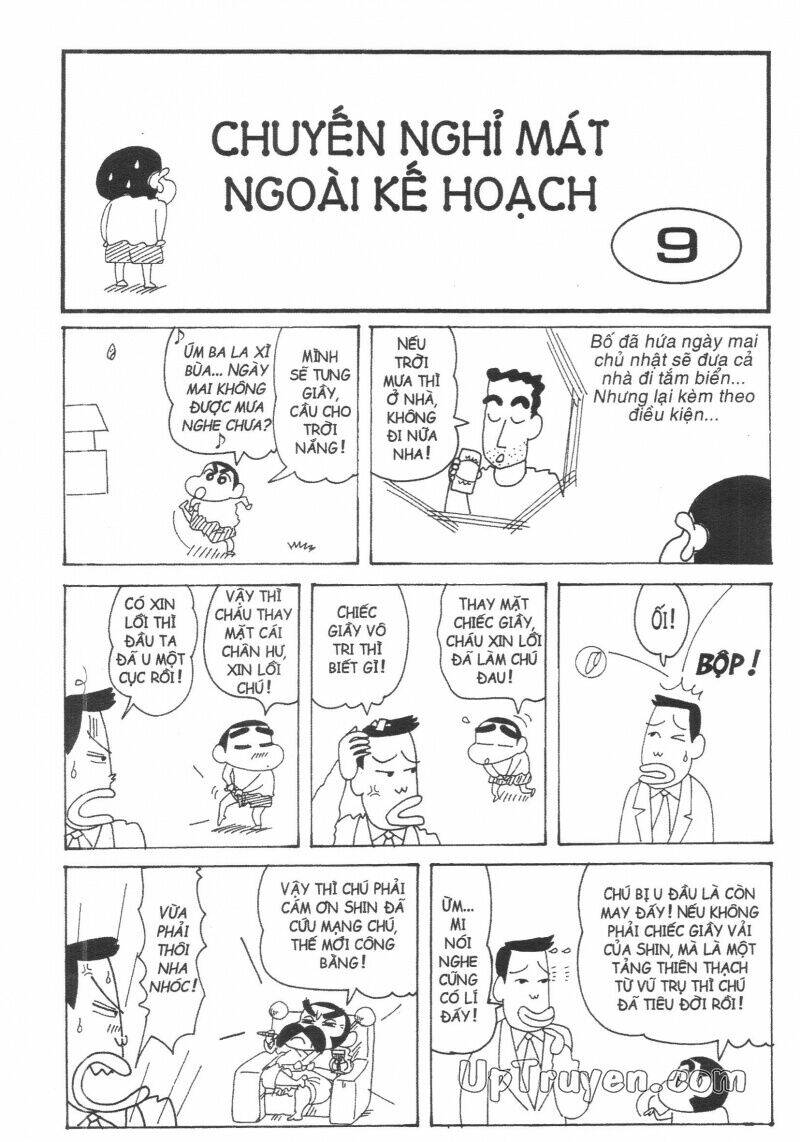 CHUYẾN NGHỈ MÁT
NGOÀI KẾ HOẠCH
9
Bố đã hứa ngày mai
chủ nhật sẽ đưa cả
nhà đi tắm biển...
Nhưng lại kèm theo
điều kiện...
NẾU
TRỜI
MƯA THÌ
Ở NHÀ,
KHÔNG
ĐI NỮA
NHA!
MÌNH
SẼ TUNG
GIẦY,
CẦU CHO
TRỜI
NẮNG!
ÚM BA LA XÌ
BÙA... NGÀY
MAI KHÔNG
ĐƯỢC MƯA
NGHE CHƯA?
ỐI!
BỘP!
THAY MẶT
CHIẾC GIẦY,
CHÁU XIN LỖI
ĐÃ LÀM CHÚ
ĐAU!
CHIẾC
GIẦY VÔ
TRI THÌ
BIẾT GÌ!
VẬY THÌ
CHÁU THAY
MẶT CÁI
CHÂN HƯ,
XIN LỖI
CHÚ!
CÓ XIN
LỖI THÌ
ĐẦU TA
ĐÃ U MỘT
CỤC RỒI!
CHÚ BỊ U ĐẦU LÀ CÒN
MAY ĐẤY! NẾU KHÔNG
PHẢI CHIẾC GIẦY VẢI
CỦA SHIN, MÀ LÀ MỘT
TẢNG THIÊN THẠCH
TỪ VŨ TRỤ THÌ CHÚ
ĐÃ TIÊU ĐỜI RỒI!
ỪM...
MI
NÓI
NGHE
CŨNG
CÓ LÍ
ĐẤY!
VẬY THÌ CHÚ PHẢI
CÁM ƠN SHIN ĐÃ
CỨU MẠNG CHÚ,
THẾ MỚI CÔNG
BẰNG!
VỪA
PHẢI
THÔI
NHA
NHÓC!
UpTruyen.com